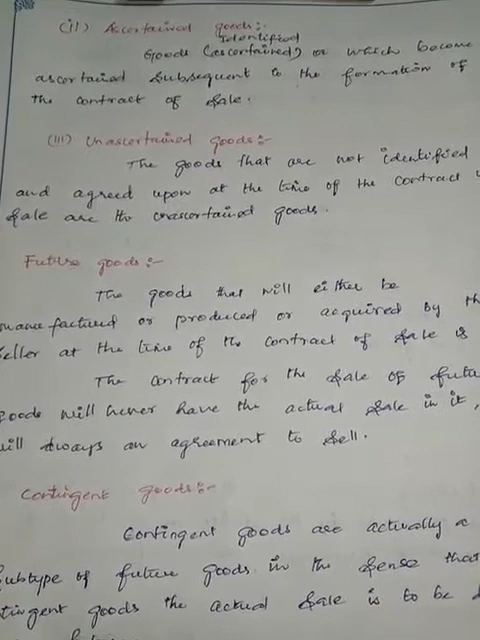 (ii) Ascertained goods :-
Identified
Goods (ascertained) or which become
ascertained subsequent to the formation of
the contract of sale.
(iii) Unascertained goods :-
The goods that are not identified
and agreed upon at the time of the contract
sale are the unascertained goods.
Future goods :-
The goods that will either be
manufactured or produced or acquired by the
seller at the time of the contract of sale is
The contract for the sale of futu
goods will never have the actual sale in it,
will always an agreement to sell.
Contingent goods :-
Contingent goods are actually a
subtype of future goods in the sense that
tingent goods the actual sale is to be d